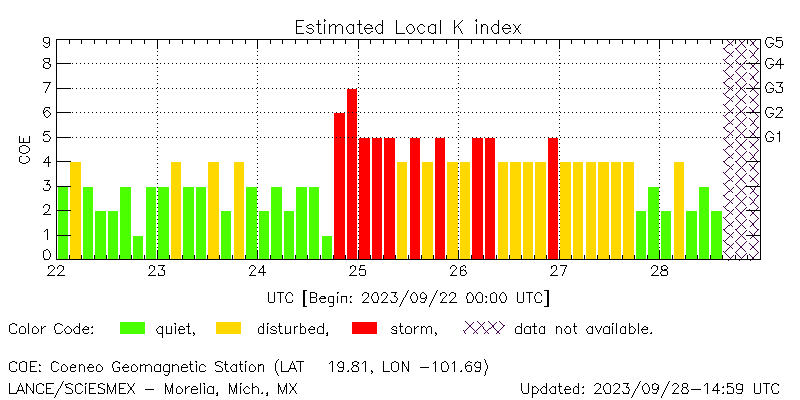 Estimated Local K index
9
8
7
6
5
4
3
2
1
0
COE
G5
G4
G3
G2
G1
22 23 24 25 26 27 28
UTC [Begin: 2023/09/22 00:00 UTC]
Color Code: quiet, disturbed, storm, data not available.
COE: Coeneo Geomagnetic Station (LAT 19.81, LON -101.69)
LANCE/SCiESMEX - Morelia, Mich., MX Updated: 2023/09/28-14:59 UTC